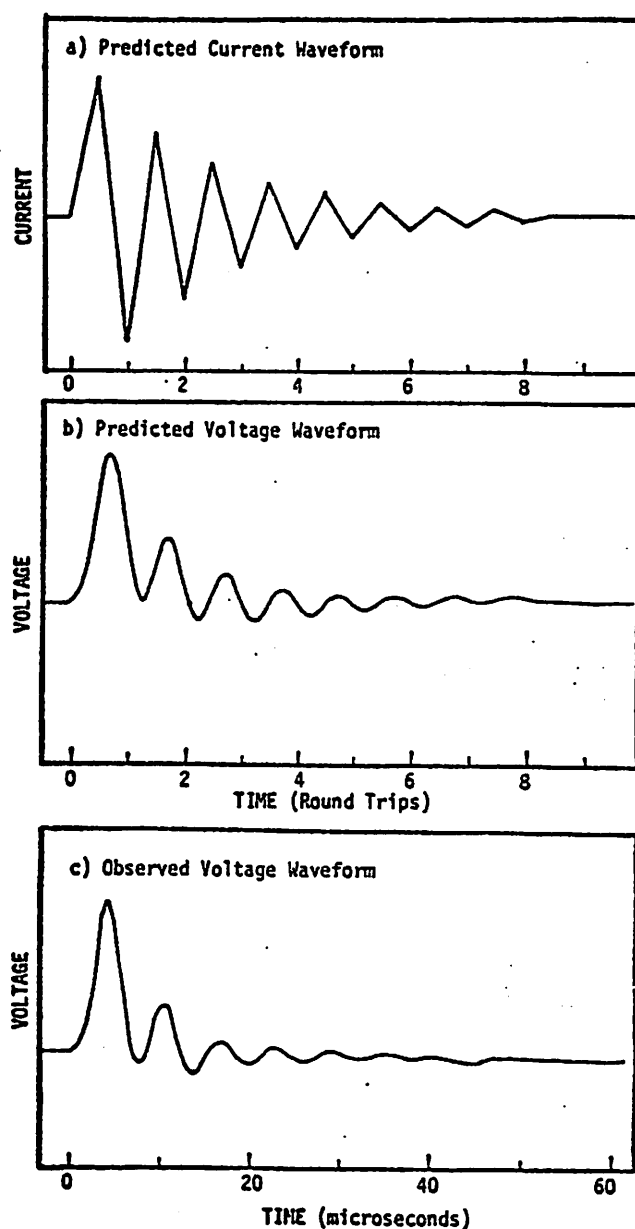 a) Predicted Current Waveform
CURRENT
0 2 4 6 8
b) Predicted Voltage Waveform
VOLTAGE
0 2 4 6 8
TIME (Round Trips)
c) Observed Voltage Waveform
VOLTAGE
0 20 40 60
TIME (microseconds)